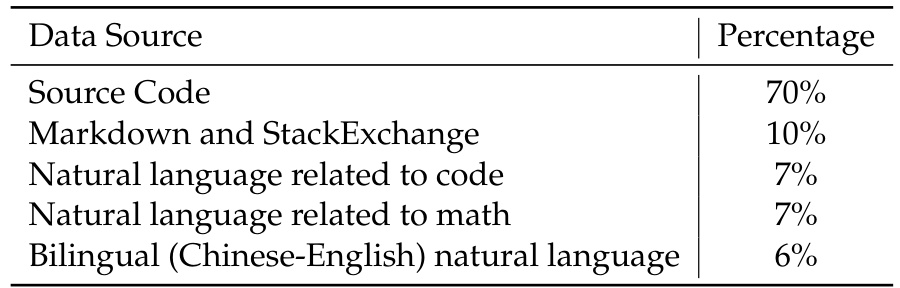 Data Source Percentage
Source Code 70%
Markdown and StackExchange 10%
Natural language related to code 7%
Natural language related to math 7%
Bilingual (Chinese-English) natural language 6%